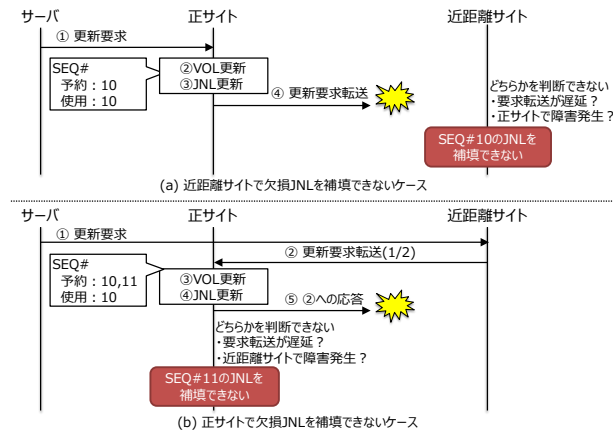 サーバ
正サイト
近距離サイト
① 更新要求
SEQ#
予約：10
使用：10
②VOL更新
③JNL更新
④ 更新要求転送
どちらかを判断できない
・要求転送が遅延？
・正サイトで障害発生？
SEQ#10のJNLを
補填できない
(a) 近距離サイトで欠損JNLを補填できないケース
サーバ
正サイト
近距離サイト
① 更新要求
② 更新要求転送(1/2)
SEQ#
予約：10,11
使用：10
③VOL更新
④JNL更新
⑤ ②への応答
どちらかを判断できない
・要求転送が遅延？
・近距離サイトで障害発生？
SEQ#11のJNLを
補填できない
(b) 正サイトで欠損JNLを補填できないケース